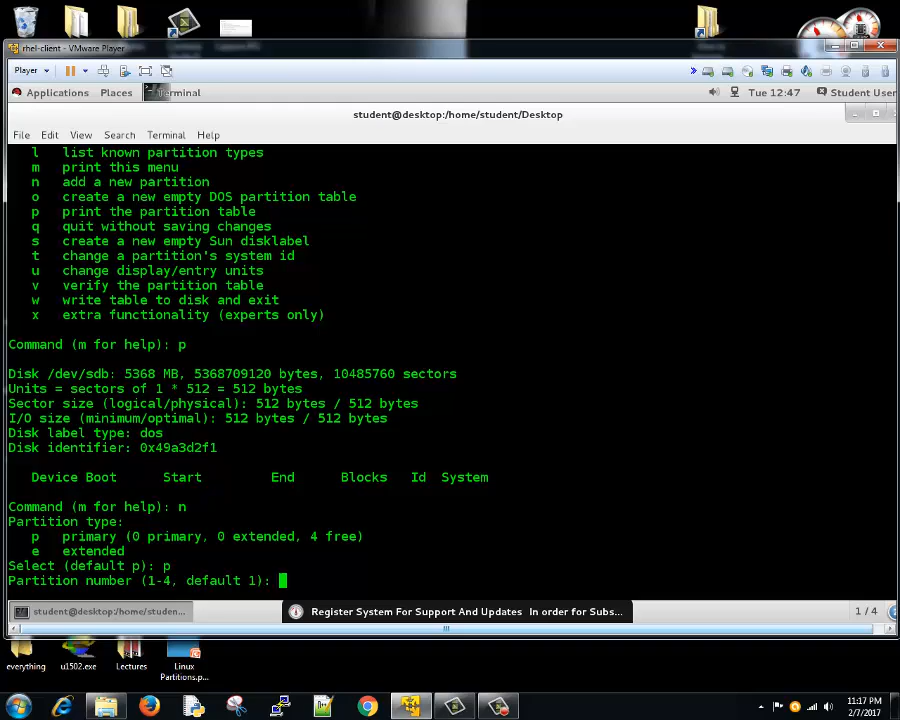 rhel-client - VMware Player
Player
Applications Places Terminal
Tue 12:47 Student User
student@desktop:/home/student/Desktop
File Edit View Search Terminal Help
l list known partition types
m print this menu
n add a new partition
o create a new empty DOS partition table
p print the partition table
q quit without saving changes
s create a new empty Sun disklabel
t change a partition's system id
u change display/entry units
v verify the partition table
w write table to disk and exit
x extra functionality (experts only)
Command (m for help): p
Disk /dev/sdb: 5368 MB, 5368709120 bytes, 10485760 sectors
Units = sectors of 1 * 512 = 512 bytes
Sector size (logical/physical): 512 bytes / 512 bytes
I/O size (minimum/optimal): 512 bytes / 512 bytes
Disk label type: dos
Disk identifier: 0x49a3d2f1
Device Boot Start End Blocks Id System
Command (m for help): n
Partition type:
p primary (0 primary, 0 extended, 4 free)
e extended
Select (default p): p
Partition number (1-4, default 1):
student@desktop:/home/studen...
Register System For Support And Updates In order for Subs...
1 / 4
everything
u1502.exe
Lectures
Linux
Partitions.p...
11:17 PM
2/7/2017